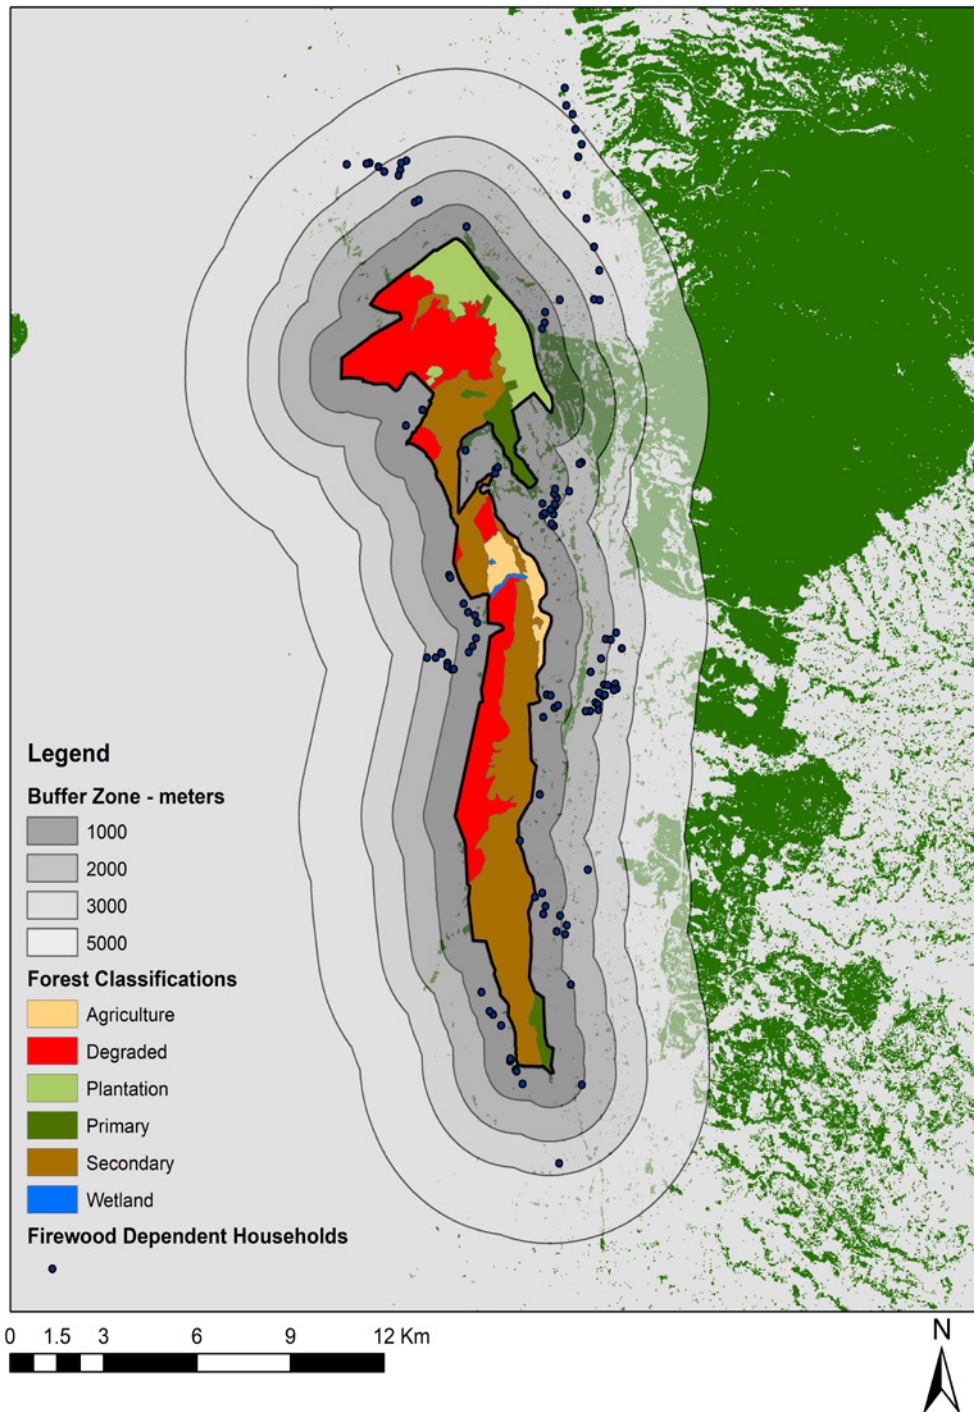 Legend
Buffer Zone - meters
1000
2000
3000
5000
Forest Classifications
Agriculture
Degraded
Plantation
Primary
Secondary
Wetland
Firewood Dependent Households
0 1.5 3 6 9 12 Km
N